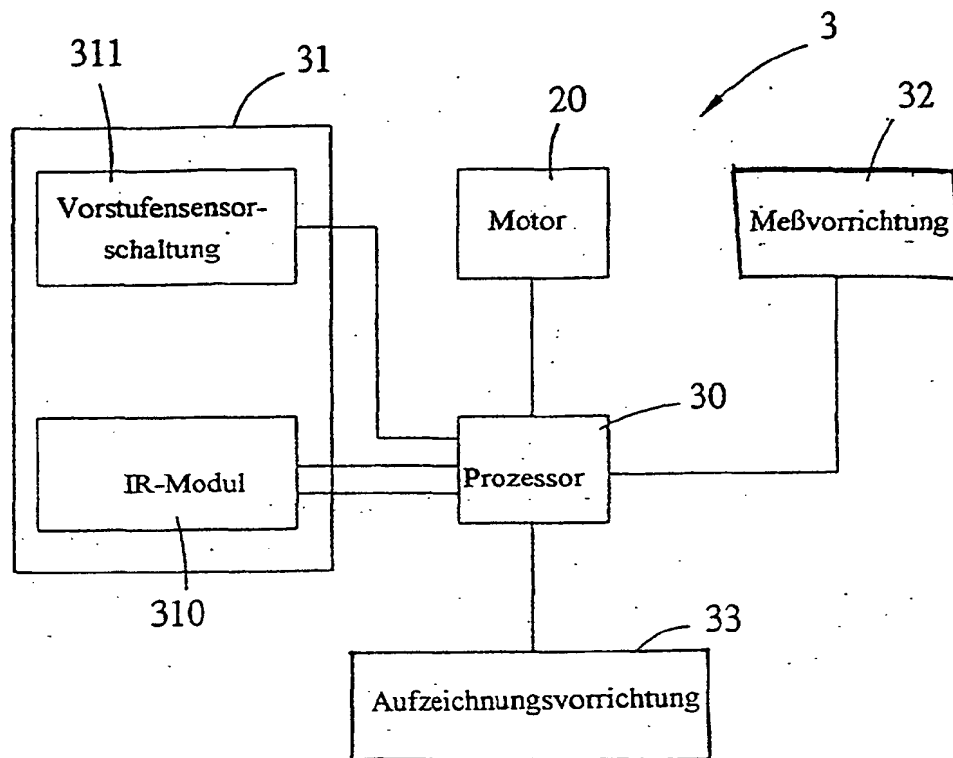 3
311
31
20
32
Vorstufensensor-
schaltung
Motor
Meßvorrichtung
30
IR-Modul
Prozessor
310
33
Aufzeichnungsvorrichtung